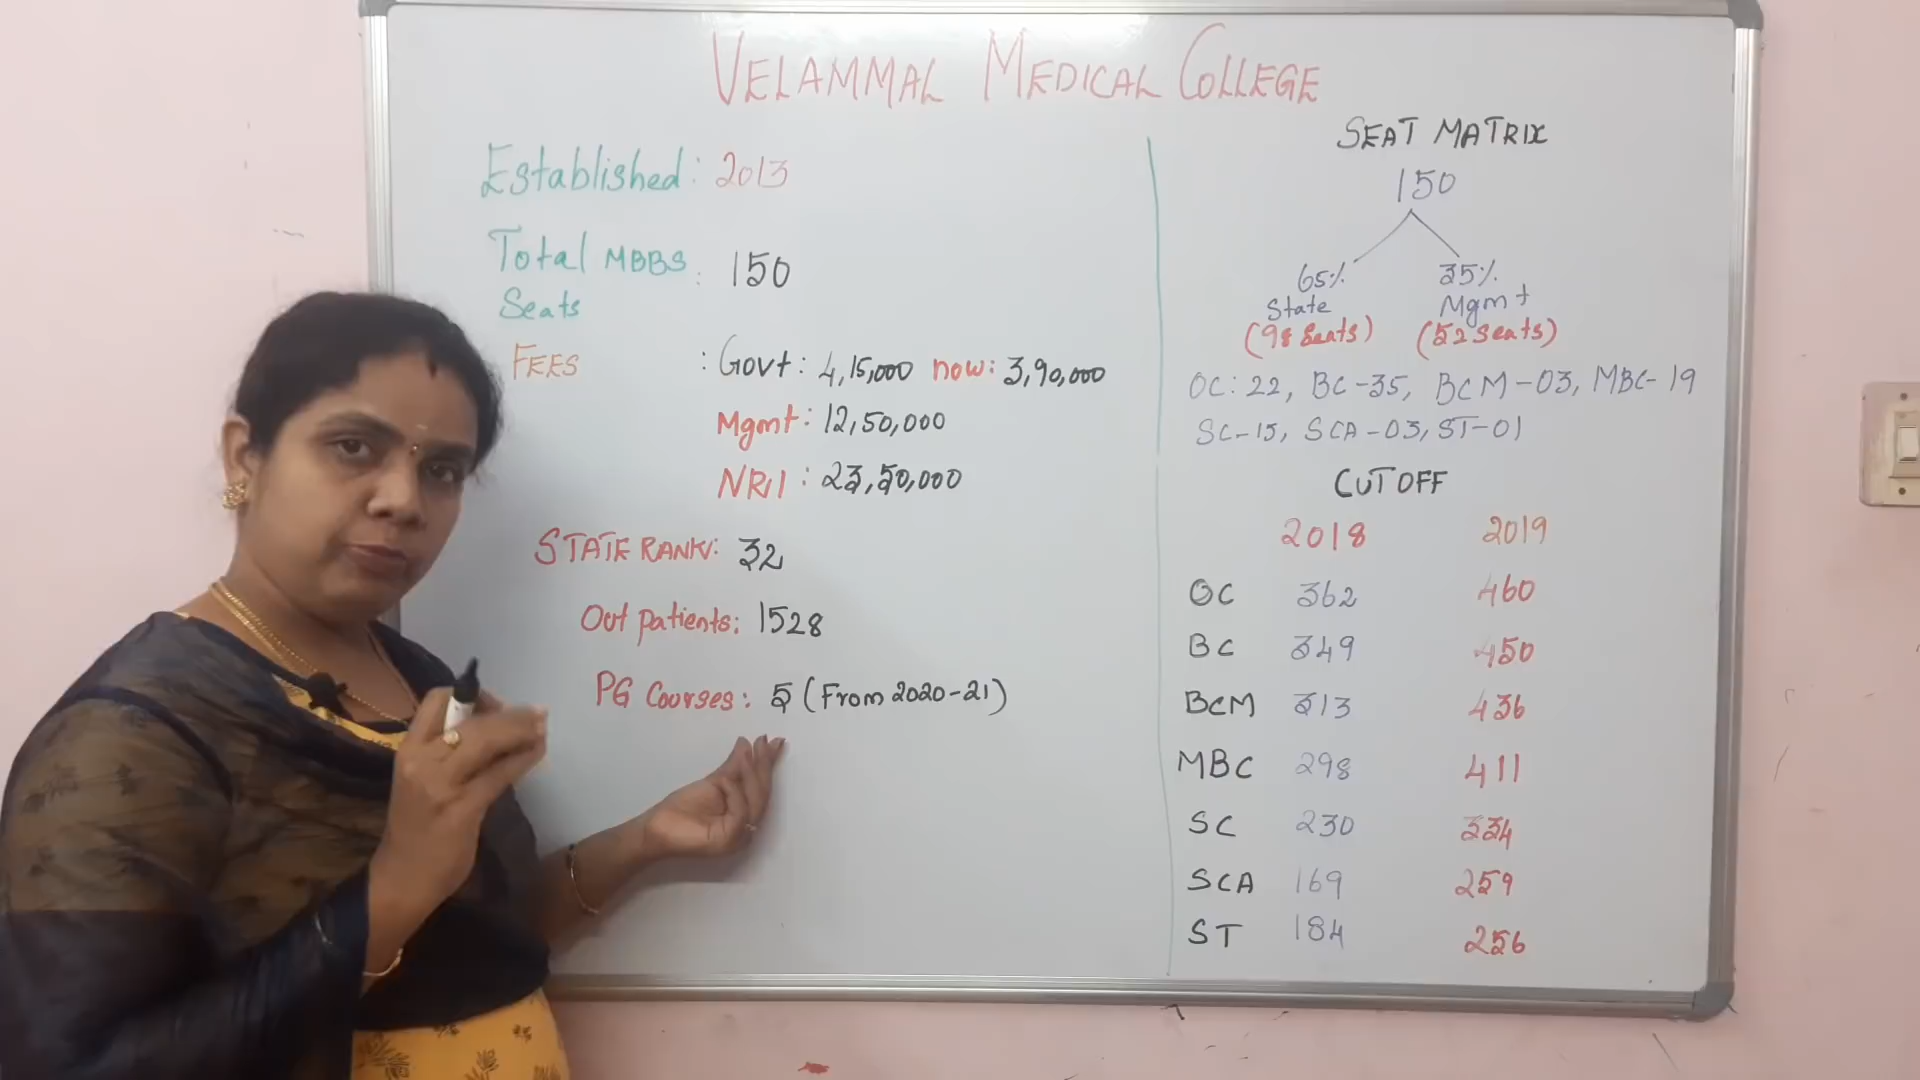 VELAMMAL MEDICAL COLLEGE
Established: 2013
Total MBBS Seats : 150
FEES : Govt: 4,15,000 now: 3,90,000
Mgmt: 12,50,000
NRI : 23,50,000
STATE RANK: 32
Out patients: 1528
PG Courses: 5 (From 2020-21)
SEAT MATRIX
150
65% 35%
State Mgmt
(98 Seats) (52 Seats)
OC: 22, BC-35, BCM-03, MBC-19
SC-15, SCA-03, ST-01
CUTOFF
2018 2019
OC 362 460
BC 349 450
BCM 313 436
MBC 298 411
SC 230 334
SCA 169 259
ST 184 256